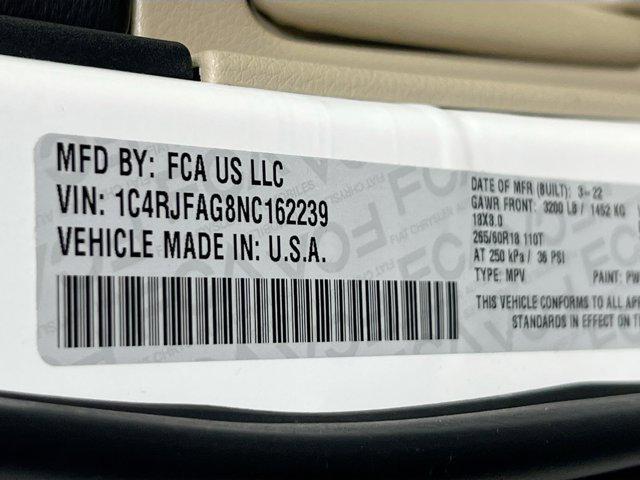 MFD BY: FCA US LLC
VIN: 1C4RJFAG8NC162239
VEHICLE MADE IN: U.S.A.
DATE OF MFR (BUILT): 3-22
GAWR FRONT: 3200 LB / 1452 KG
18X8.0
265/60R18 110T
AT 250 kPa / 36 PSI
TYPE: MPV PAINT: PW
THIS VEHICLE CONFORMS TO ALL
STANDARDS IN EFFECT ON